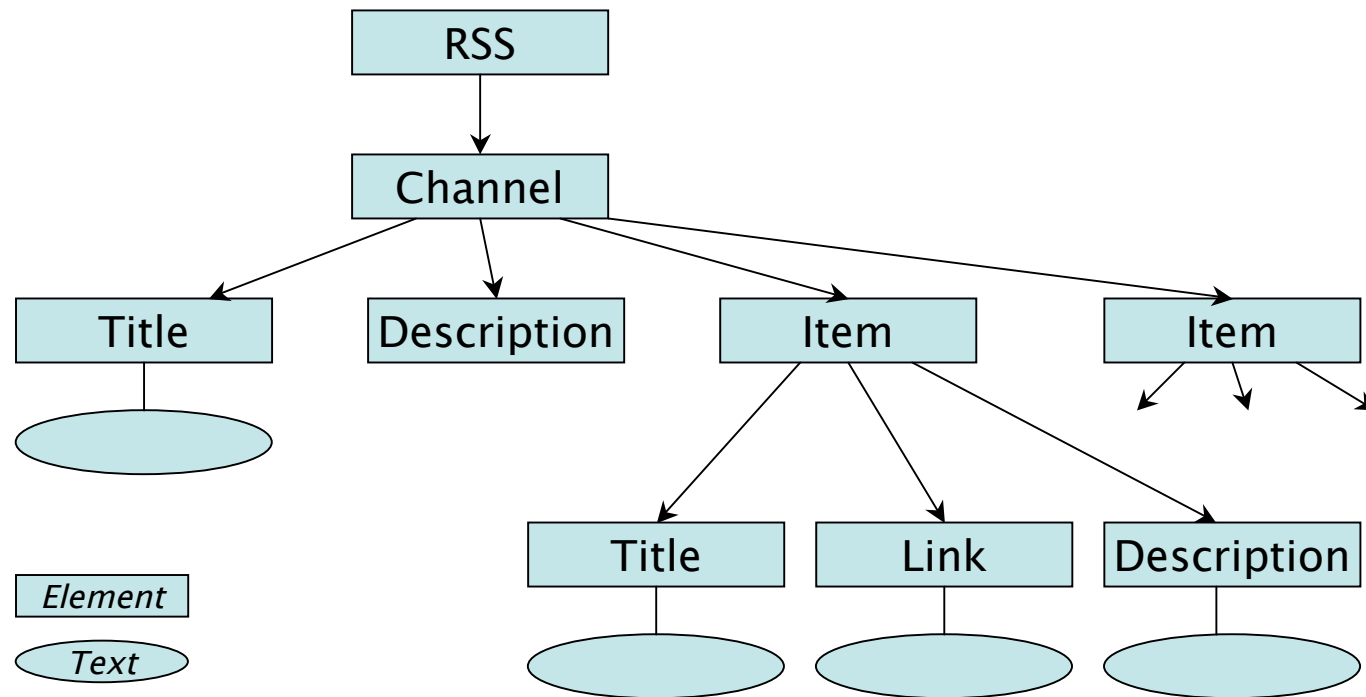 RSS
Channel
Title
Description
Item
Item
Title
Link
Description
Element
Text